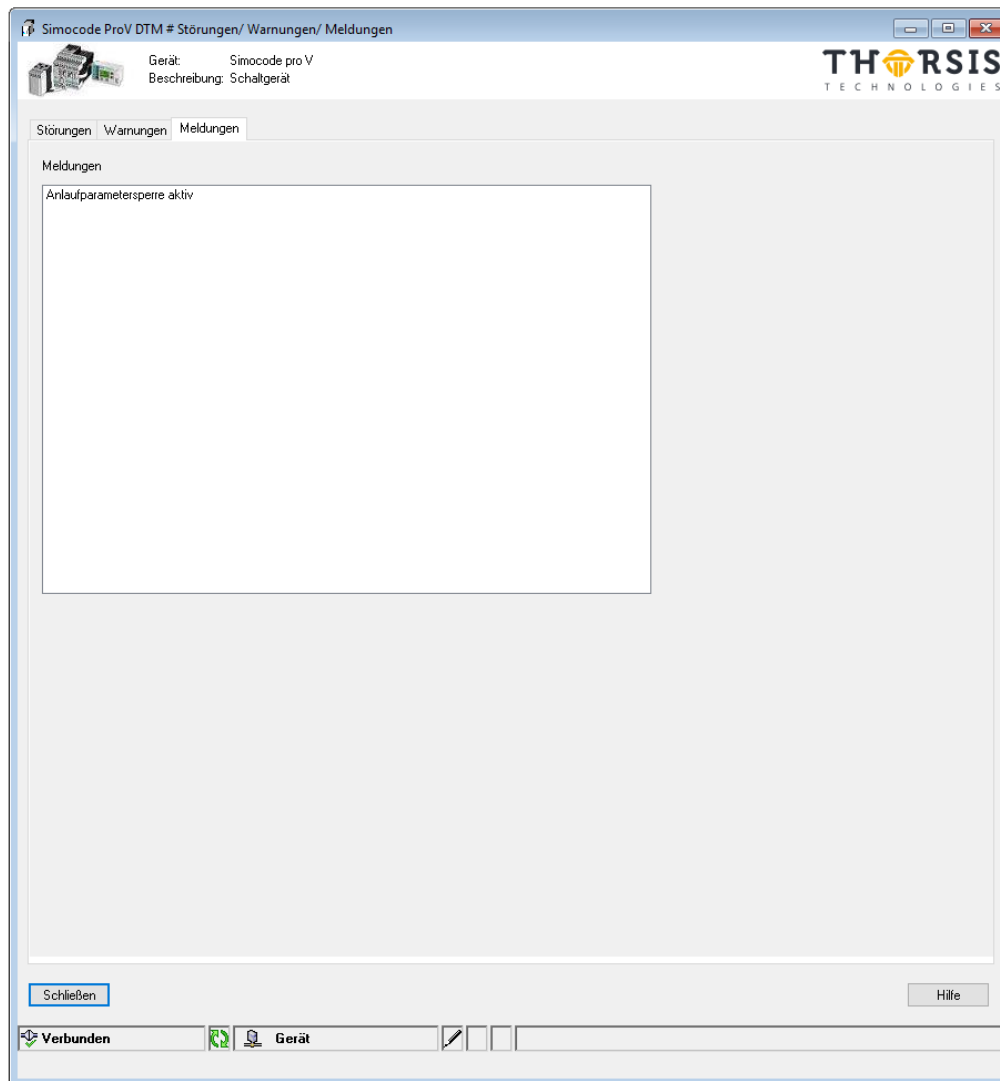 Simocode ProV DTM # Störungen/ Warnungen/ Meldungen
Gerät: Simocode pro V
Beschreibung: Schaltgerät
THORSIS
TECHNOLOGIES
Störungen Warnungen Meldungen
Meldungen
Anlaufparametersperre aktiv
Schließen Hilfe
Verbunden Gerät